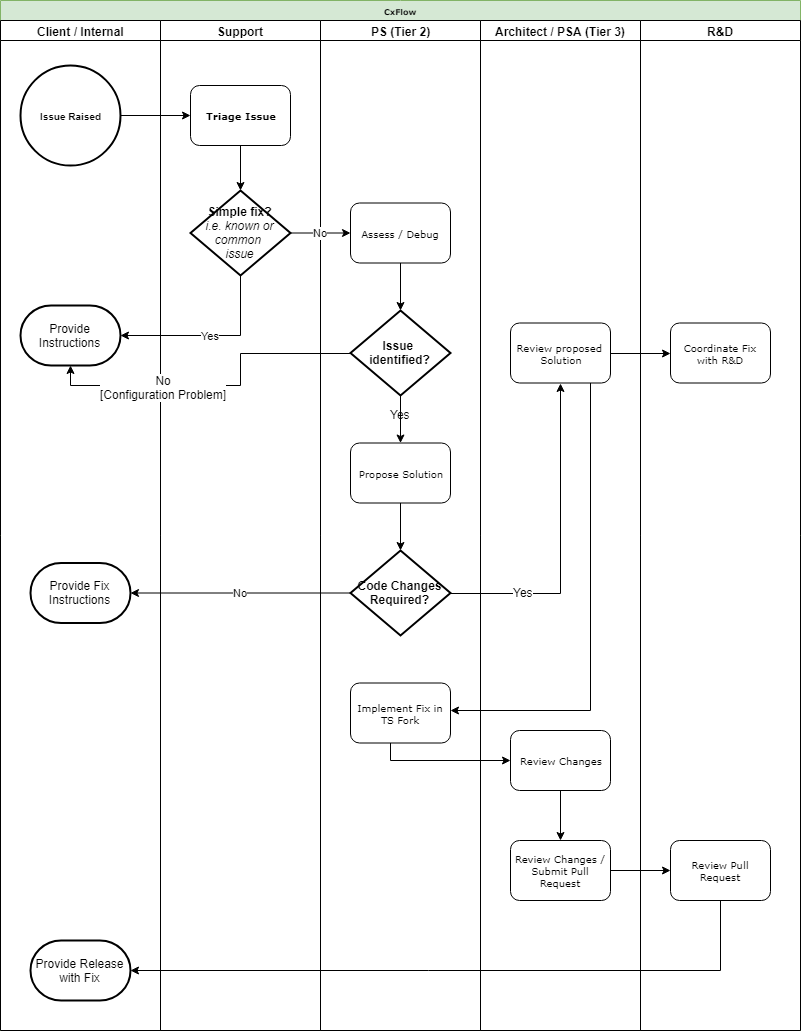 CxFlow
Client / Internal
Support
PS (Tier 2)
Architect / PSA (Tier 3)
R&D
Issue Raised
Triage Issue
Simple fix?
i.e. known or
common
issue
No
Assess / Debug
Provide
Instructions
Yes
Issue
identified?
Review proposed
Solution
Coordinate Fix
with R&D
No
[Configuration Problem]
Yes
Propose Solution
Provide Fix
Instructions
No
Code Changes
Required?
Yes
Implement Fix in
TS Fork
Review Changes
Review Changes /
Submit Pull
Request
Review Pull
Request
Provide Release
with Fix